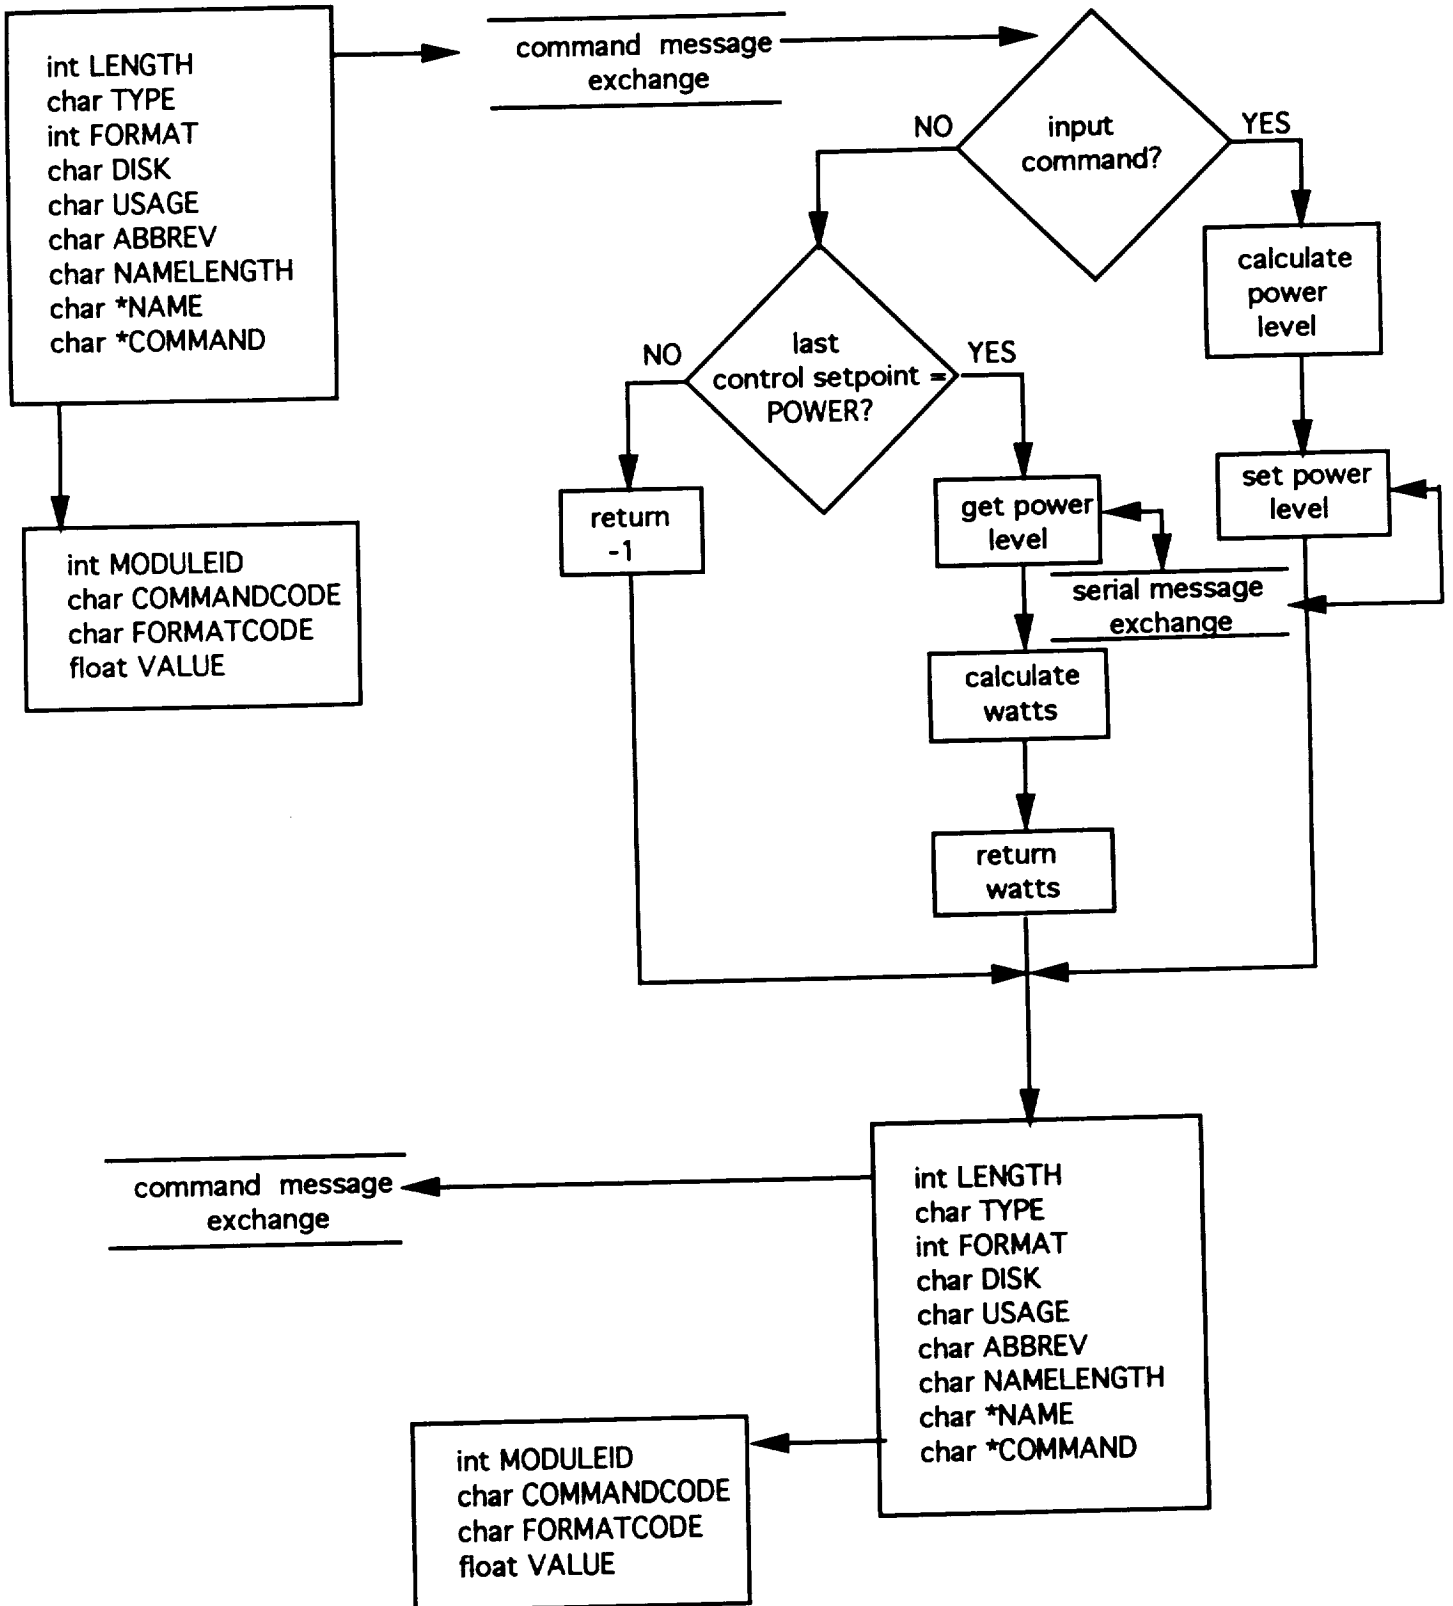 int LENGTH
char TYPE
int FORMAT
char DISK
char USAGE
char ABBREV
char NAMELENGTH
char *NAME
char *COMMAND
command message
exchange
input
command?
NO
YES
calculate
power
level
last
control setpoint =
POWER?
NO
YES
set power
level
return
-1
get power
level
serial message
exchange
int MODULEID
char COMMANDCODE
char FORMATCODE
float VALUE
calculate
watts
return
watts
command message
exchange
int LENGTH
char TYPE
int FORMAT
char DISK
char USAGE
char ABBREV
char NAMELENGTH
char *NAME
char *COMMAND
int MODULEID
char COMMANDCODE
char FORMATCODE
float VALUE